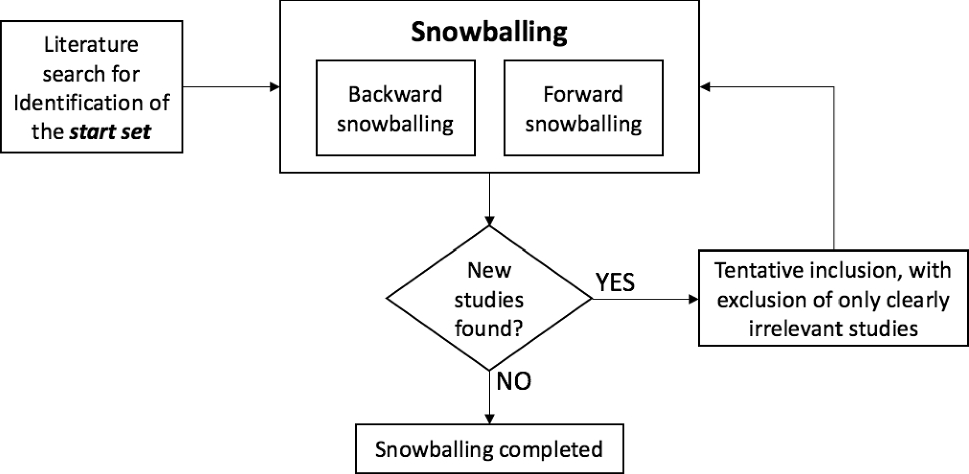 Literature
search for
Identification of
the start set
Snowballing
Backward
snowballing
Forward
snowballing
New
studies
found?
YES
Tentative inclusion, with
exclusion of only clearly
irrelevant studies
NO
Snowballing completed